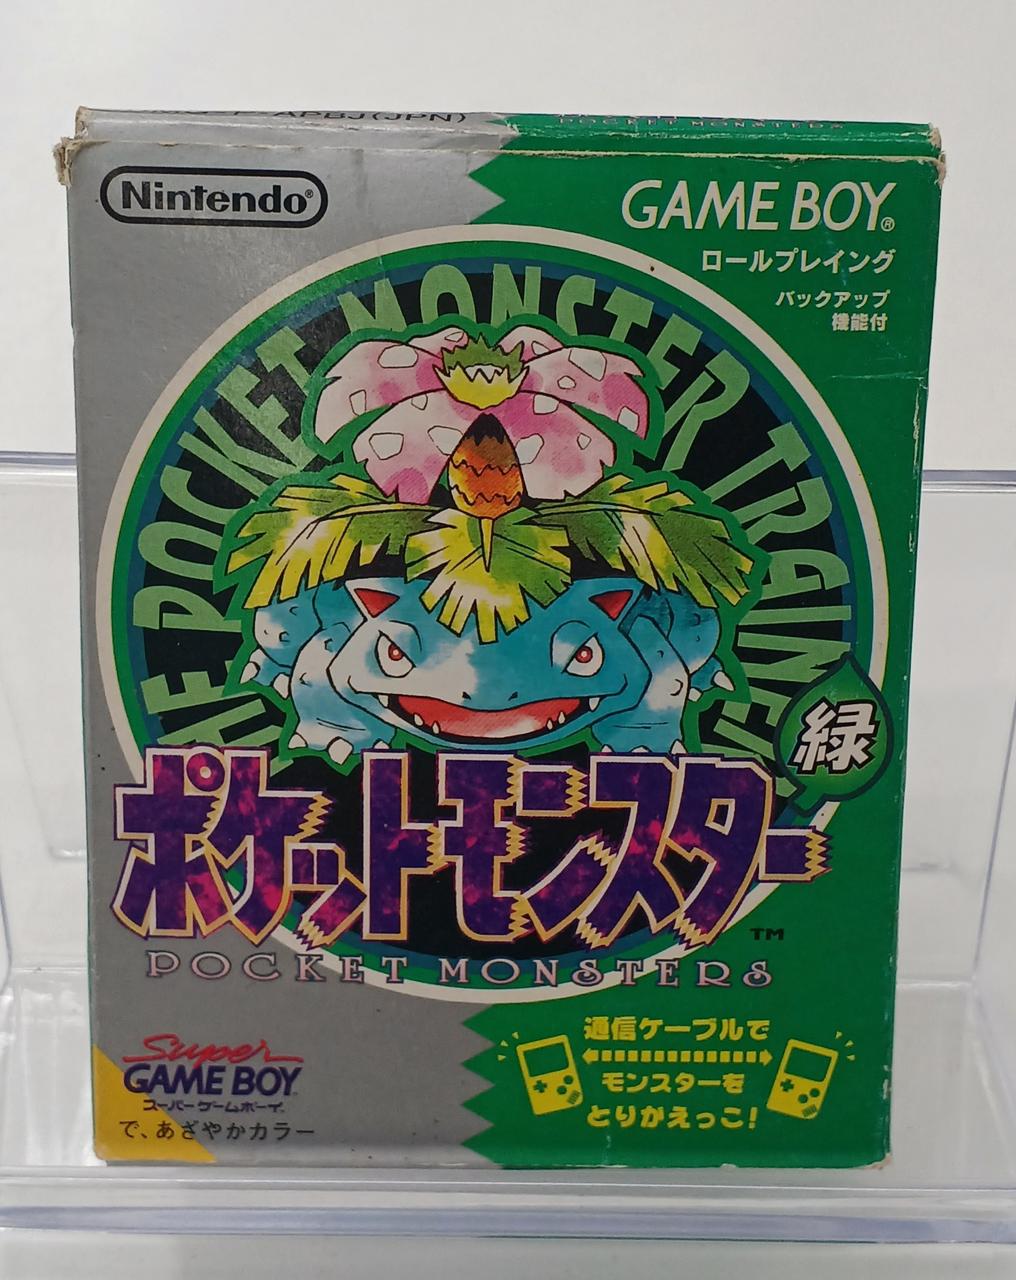 APBJ(JPN)
POCKET MONSTERS
Nintendo®
GAME BOY®
ロールプレイング
バックアップ
機能付
THE POCKET MONSTER TRAINER
緑
ポケットモンスター
TM
POCKET MONSTERS
Super
GAME BOY
スーパーゲームボーイ
で、あざやかカラー
通信ケーブルで
モンスターを
とりかえっこ!